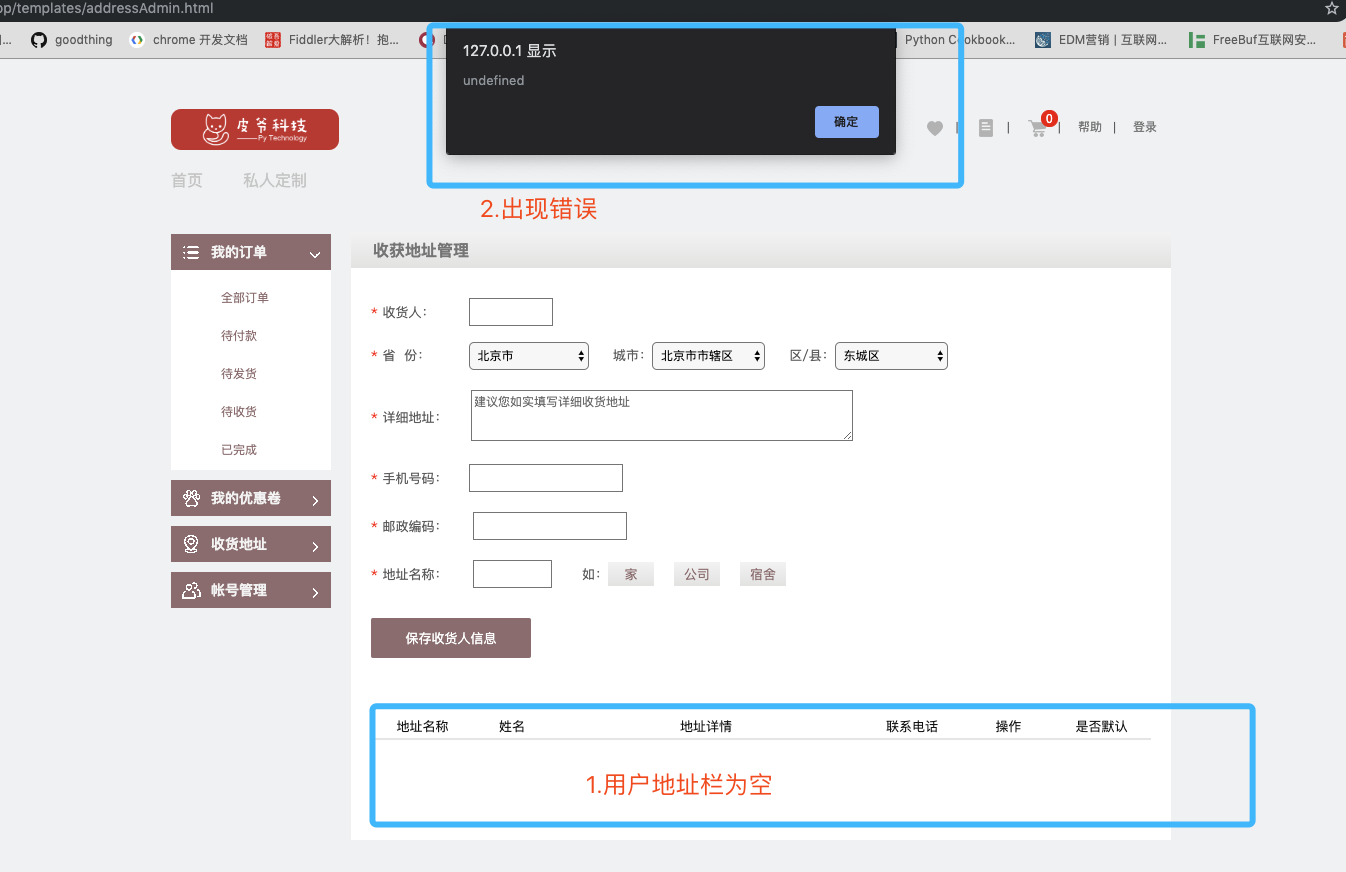 pp/templates/addressAdmin.html
goodthing
chrome 开发文档
Fiddler大解析！抱...
Python Cookbook...
EDM营销 | 互联网...
FreeBuf互联网安...
127.0.0.1 显示
undefined
确定
皮爷科技
Py Technology
0
帮助
登录
首页
私人定制
2.出现错误
我的订单
全部订单
待付款
待发货
待收货
已完成
我的优惠卷
收货地址
帐号管理
收获地址管理
* 收货人：
* 省 份： 北京市 城市： 北京市市辖区 区/县： 东城区
* 详细地址： 建议您如实填写详细收货地址
* 手机号码：
* 邮政编码：
* 地址名称： 如： 家 公司 宿舍
保存收货人信息
地址名称 姓名 地址详情 联系电话 操作 是否默认
1.用户地址栏为空